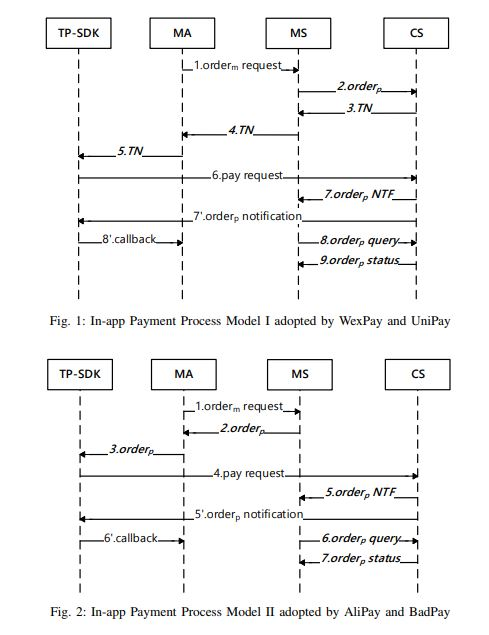 TP-SDK MA MS CS
1.orderₘ request
2.orderₚ
3.TN
4.TN
5.TN
6.pay request
7.orderₚ NTF
7'.orderₚ notification
8'.callback 8.orderₚ query
9.orderₚ status
Fig. 1: In-app Payment Process Model I adopted by WexPay and UniPay
TP-SDK MA MS CS
1.orderₘ request
2.orderₚ
3.orderₚ
4.pay request
5.orderₚ NTF
5'.orderₚ notification
6'.callback 6.orderₚ query
7.orderₚ status
Fig. 2: In-app Payment Process Model II adopted by AliPay and BadPay